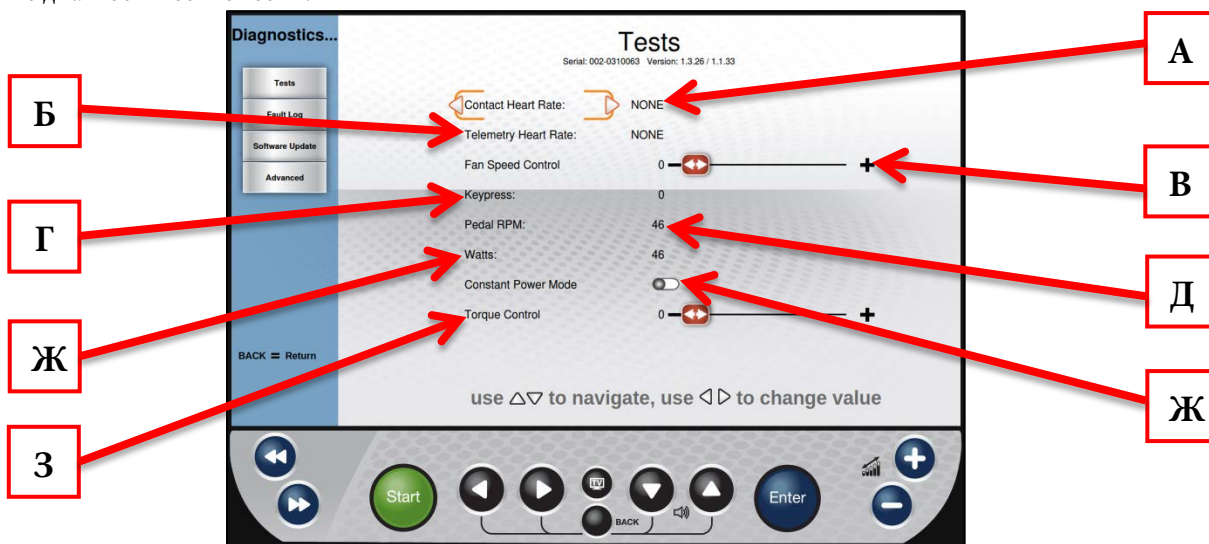 Diagnostics...
Tests
Serial: 002-0310063 Version: 1.3.26 / 1.1.33
А
Tests
Contact Heart Rate: NONE
Б
Fault Log
Telemetry Heart Rate: NONE
Software Update
Fan Speed Control 0 − +
Advanced
В
Keypress: 0
Г
Pedal RPM: 46
Watts: 46
Д
Constant Power Mode
Torque Control 0 − +
BACK = Return
Ж
Ж
use △▽ to navigate, use ◁ ▷ to change value
З
Start
TV
BACK
Enter
+
−